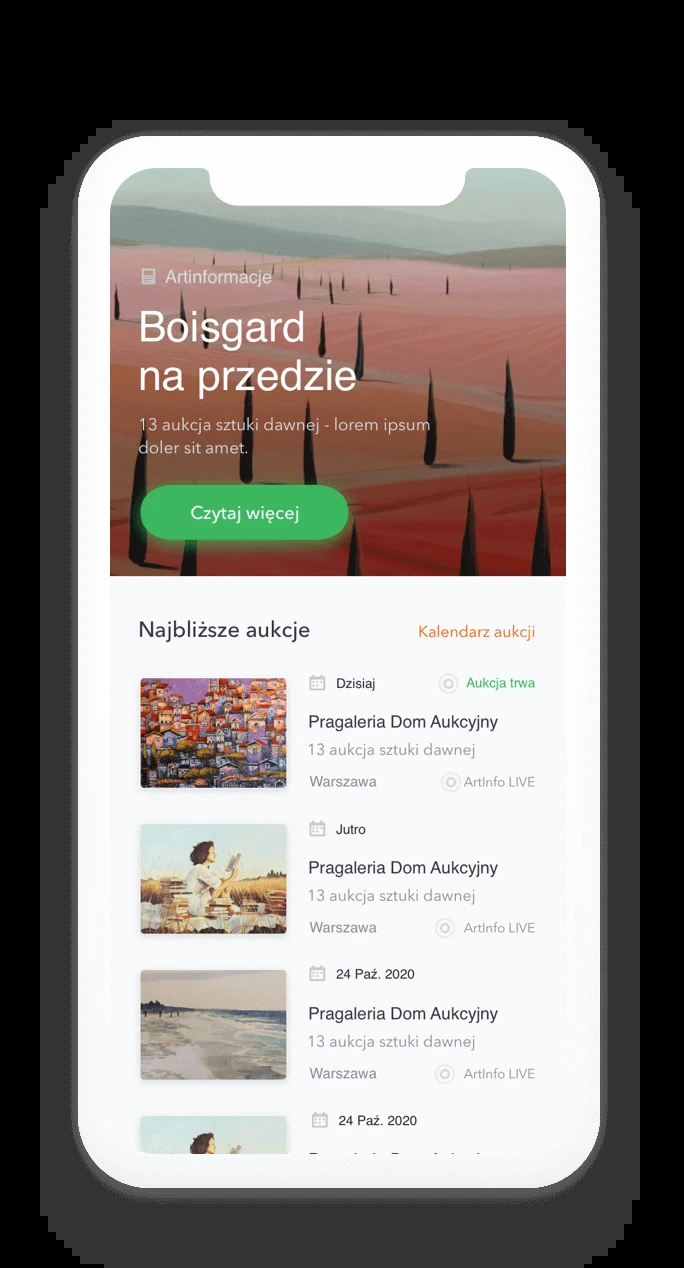 Artinformacje
Boisgard
na przedzie
13 aukcja sztuki dawnej - lorem ipsum
doler sit amet.
Czytaj więcej
Najbliższe aukcje
Kalendarz aukcji
Dzisiaj
Aukcja trwa
Pragaleria Dom Aukcyjny
13 aukcja sztuki dawnej
Warszawa
ArtInfo LIVE
Jutro
Pragaleria Dom Aukcyjny
13 aukcja sztuki dawnej
Warszawa
ArtInfo LIVE
24 Paź. 2020
Pragaleria Dom Aukcyjny
13 aukcja sztuki dawnej
Warszawa
ArtInfo LIVE
24 Paź. 2020